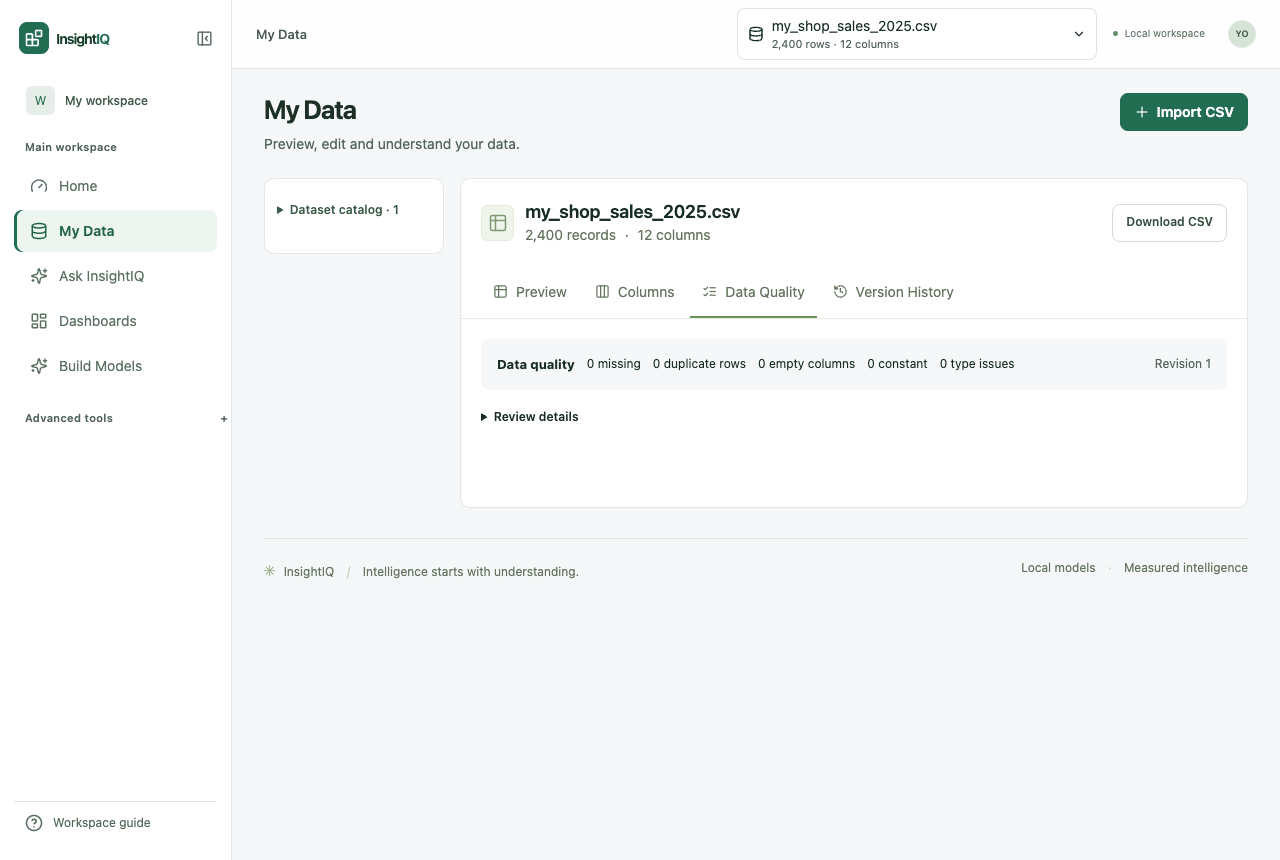 InsightIQ
W My workspace
Main workspace
Home
My Data
Ask InsightIQ
Dashboards
Build Models
Advanced tools +
Workspace guide
My Data
my_shop_sales_2025.csv
2,400 rows · 12 columns
Local workspace
YO
My Data
Preview, edit and understand your data.
+ Import CSV
Dataset catalog · 1
my_shop_sales_2025.csv
2,400 records · 12 columns
Download CSV
Preview Columns Data Quality Version History
Data quality 0 missing 0 duplicate rows 0 empty columns 0 constant 0 type issues Revision 1
Review details
InsightIQ / Intelligence starts with understanding.
Local models · Measured intelligence